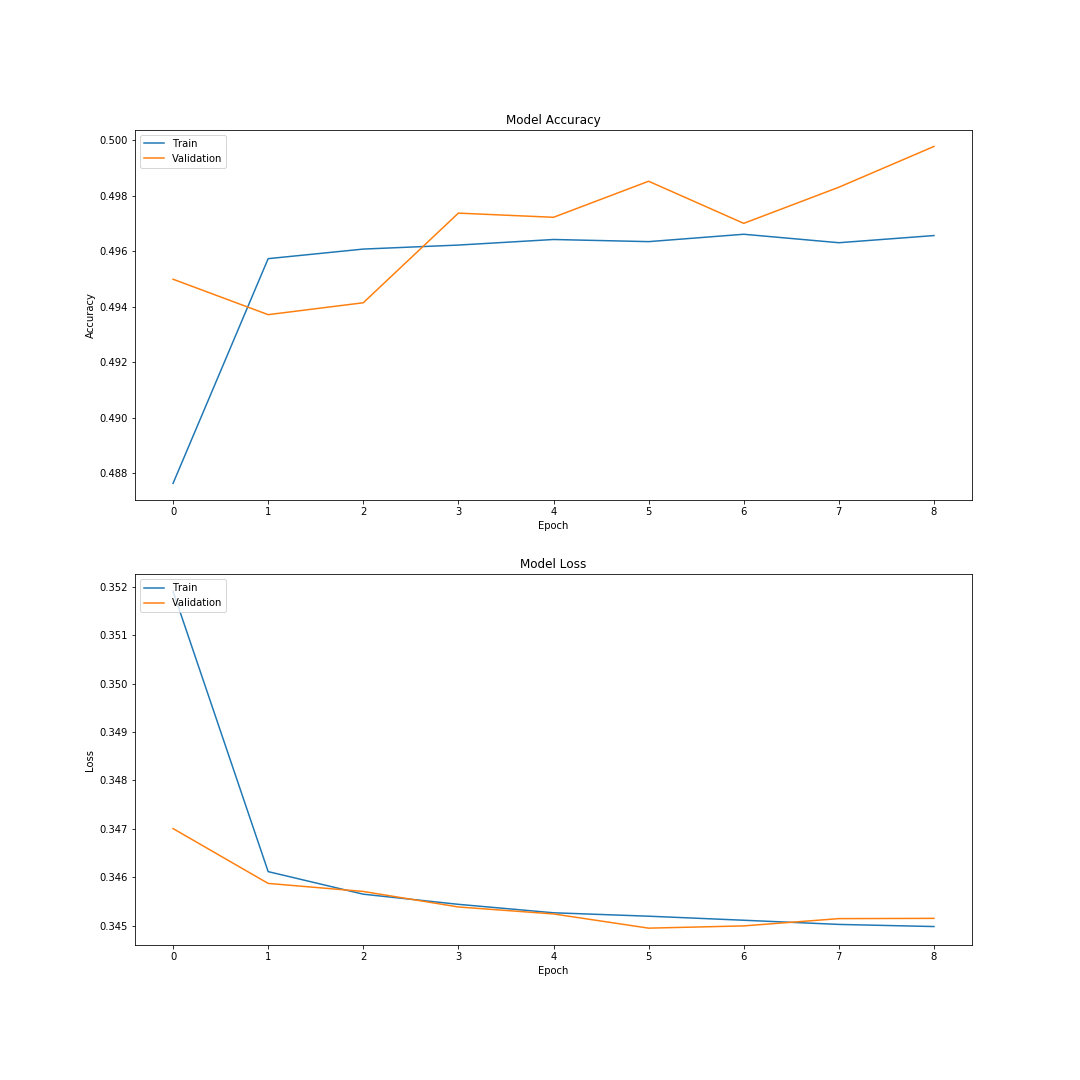 Model Accuracy
Train
Validation
0.500
0.498
0.496
0.494
0.492
0.490
0.488
Accuracy
0 1 2 3 4 5 6 7 8
Epoch
Model Loss
Train
Validation
0.352
0.351
0.350
0.349
0.348
0.347
0.346
0.345
Loss
0 1 2 3 4 5 6 7 8
Epoch